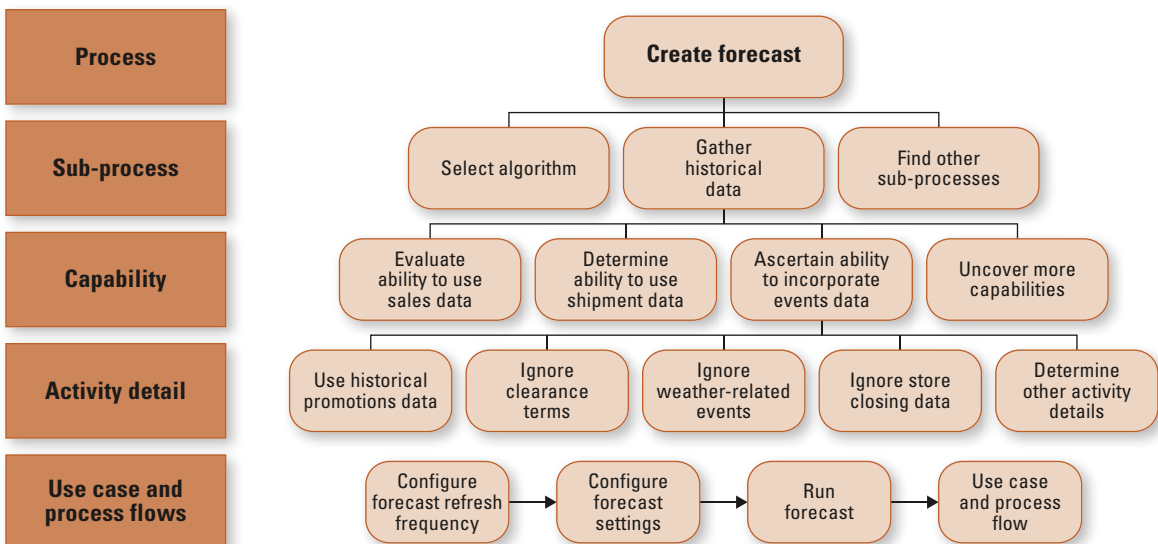 Process
Create forecast
Sub-process
Select algorithm
Gather
historical
data
Find other
sub-processes
Capability
Evaluate
ability to use
sales data
Determine
ability to use
shipment data
Ascertain ability
to incorporate
events data
Uncover more
capabilities
Activity detail
Use historical
promotions data
Ignore
clearance
terms
Ignore
weather-related
events
Ignore store
closing data
Determine
other activity
details
Use case and
process flows
Configure
forecast refresh
frequency
Configure
forecast
settings
Run
forecast
Use case
and process
flow